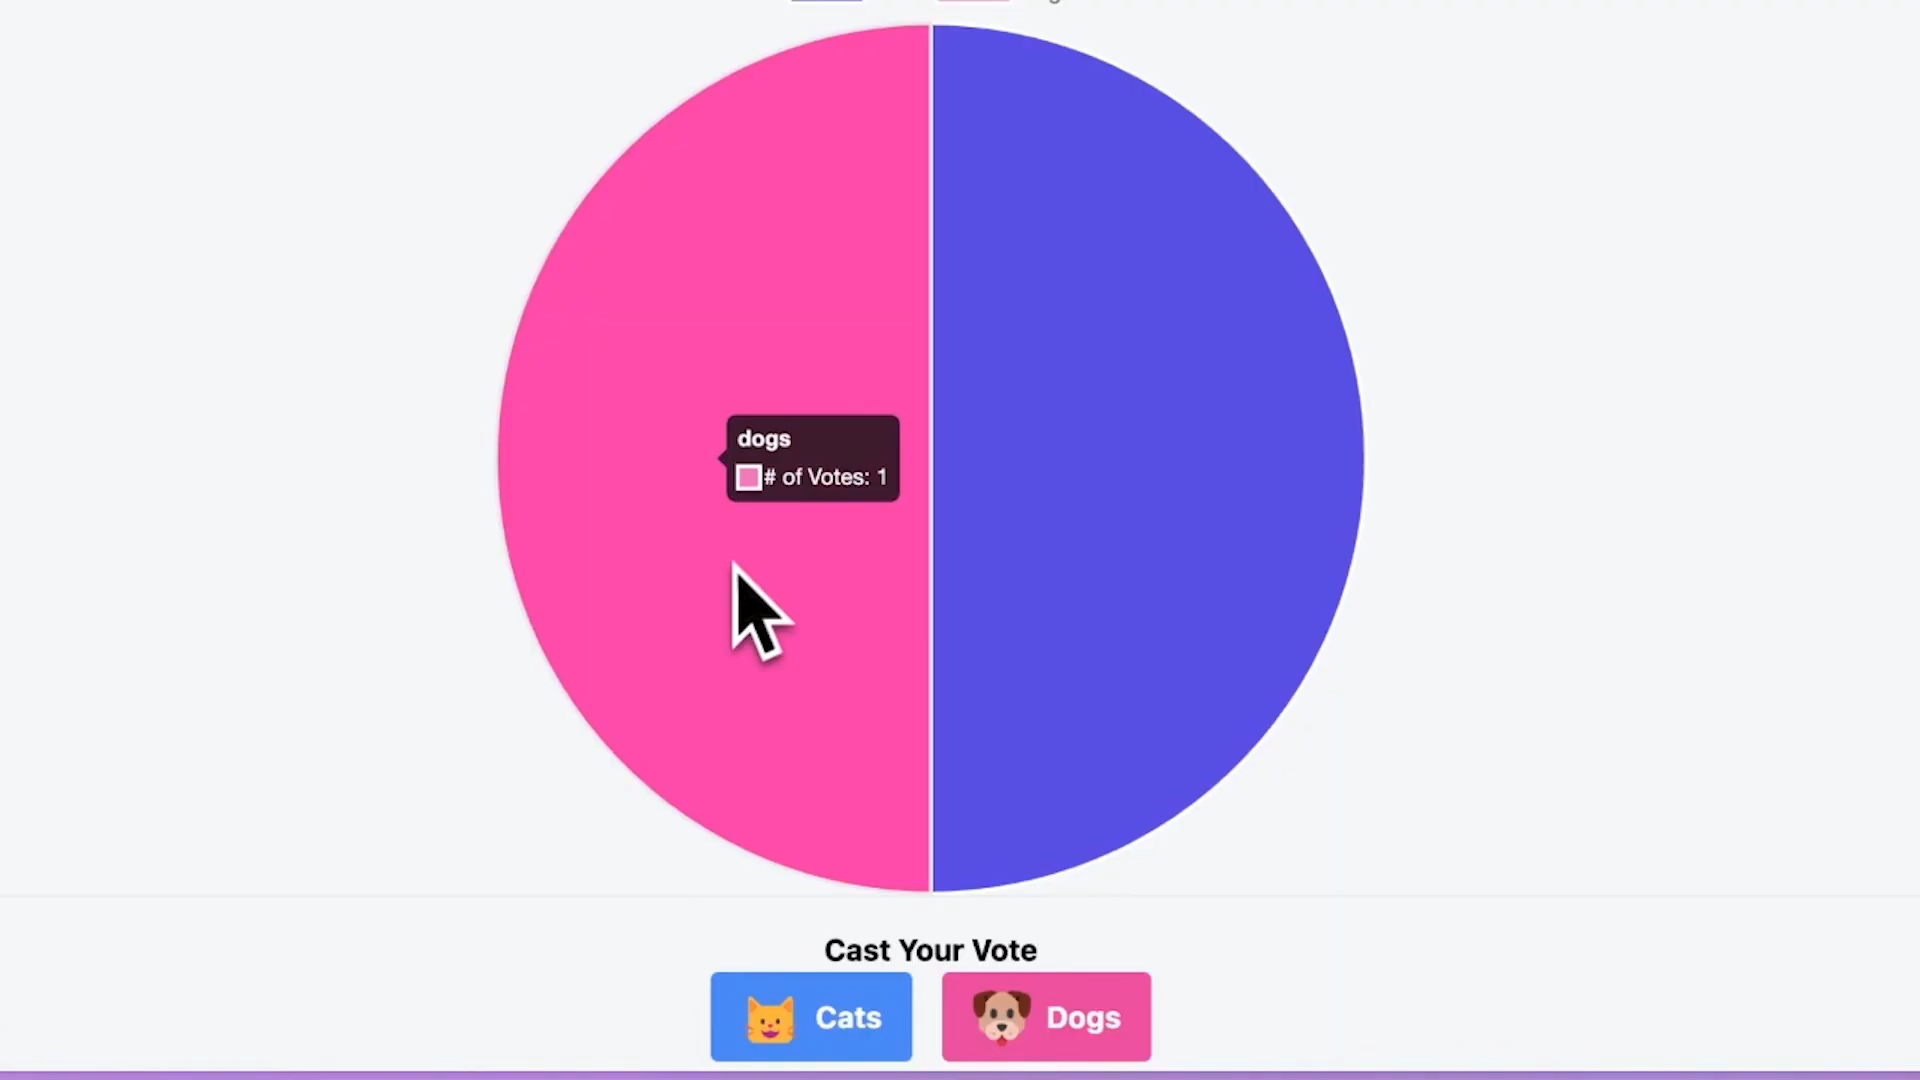 dogs
# of Votes: 1
Cast Your Vote
Cats
Dogs